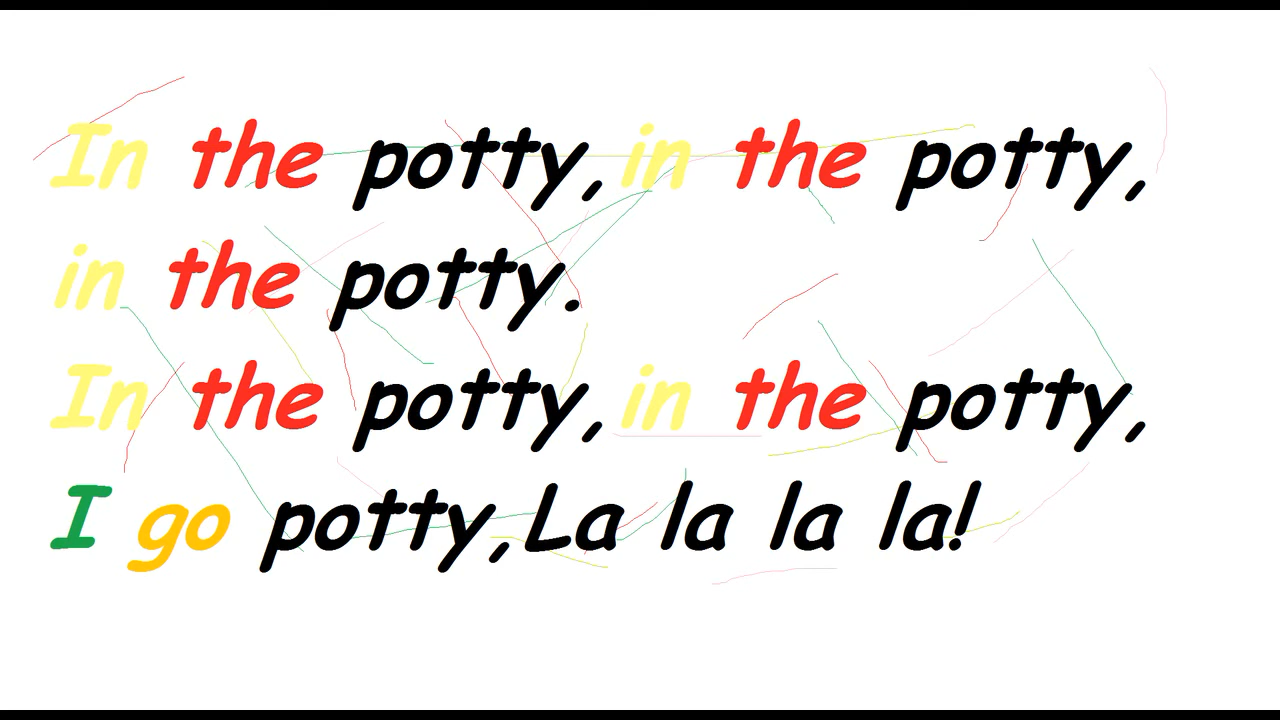 In the potty, in the potty,
in the potty.
In the potty, in the potty,
I go potty, La la la la!